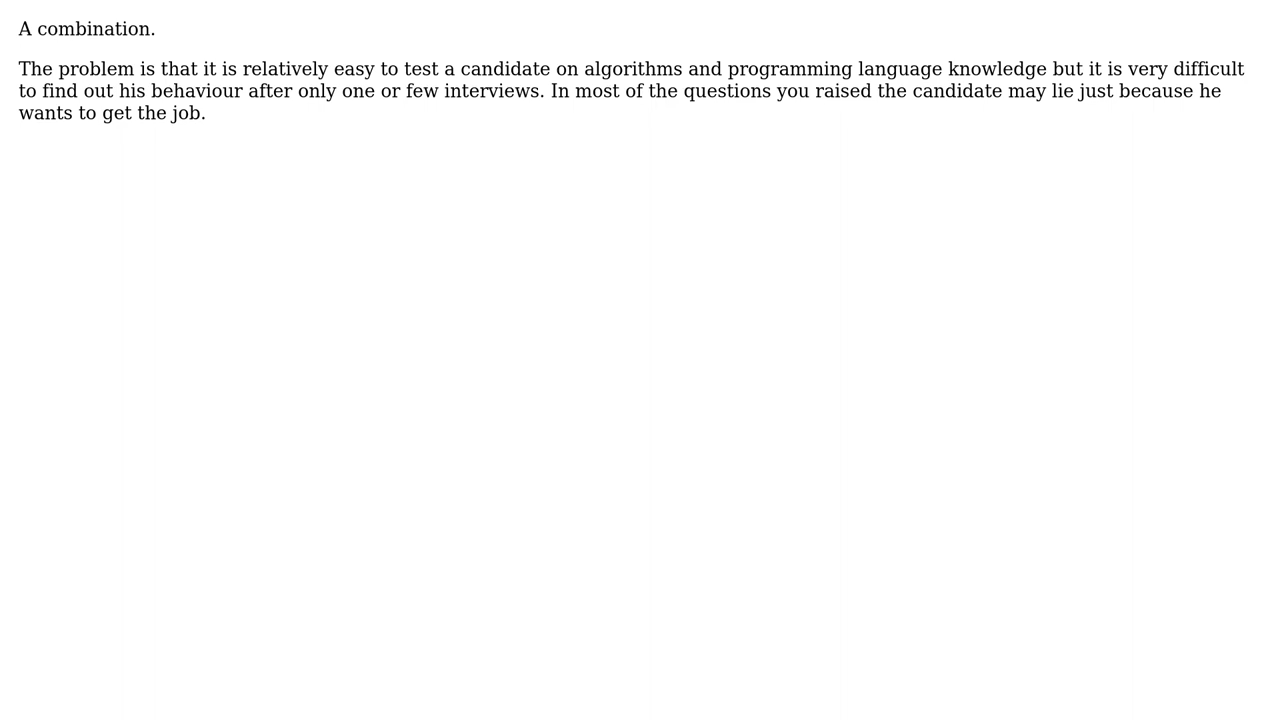 A combination.
The problem is that it is relatively easy to test a candidate on algorithms and programming language knowledge but it is very difficult
to find out his behaviour after only one or few interviews. In most of the questions you raised the candidate may lie just because he
wants to get the job.